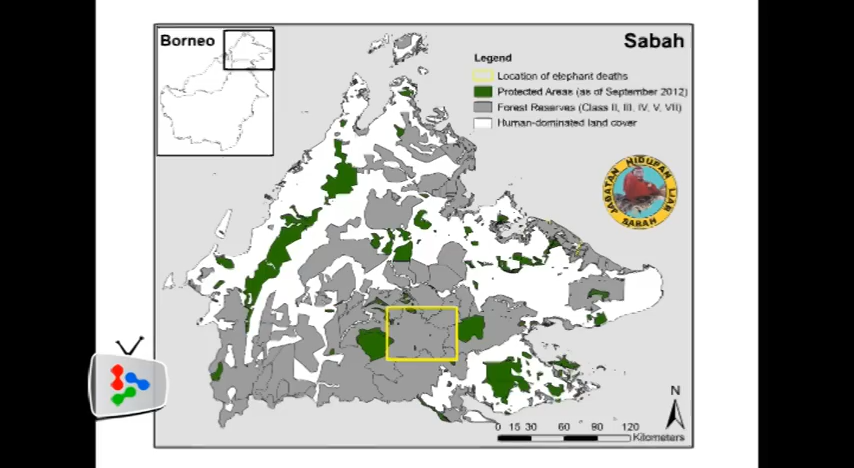 Borneo
Sabah
Legend
Location of elephant deaths
Protected Areas (as of September 2012)
Forest Reserves (Class II, III, IV, V, VII)
Human-dominated land cover
JABATAN HIDUPAN LIAR
SABAH
N
0 15 30 60 90 120
Kilometers